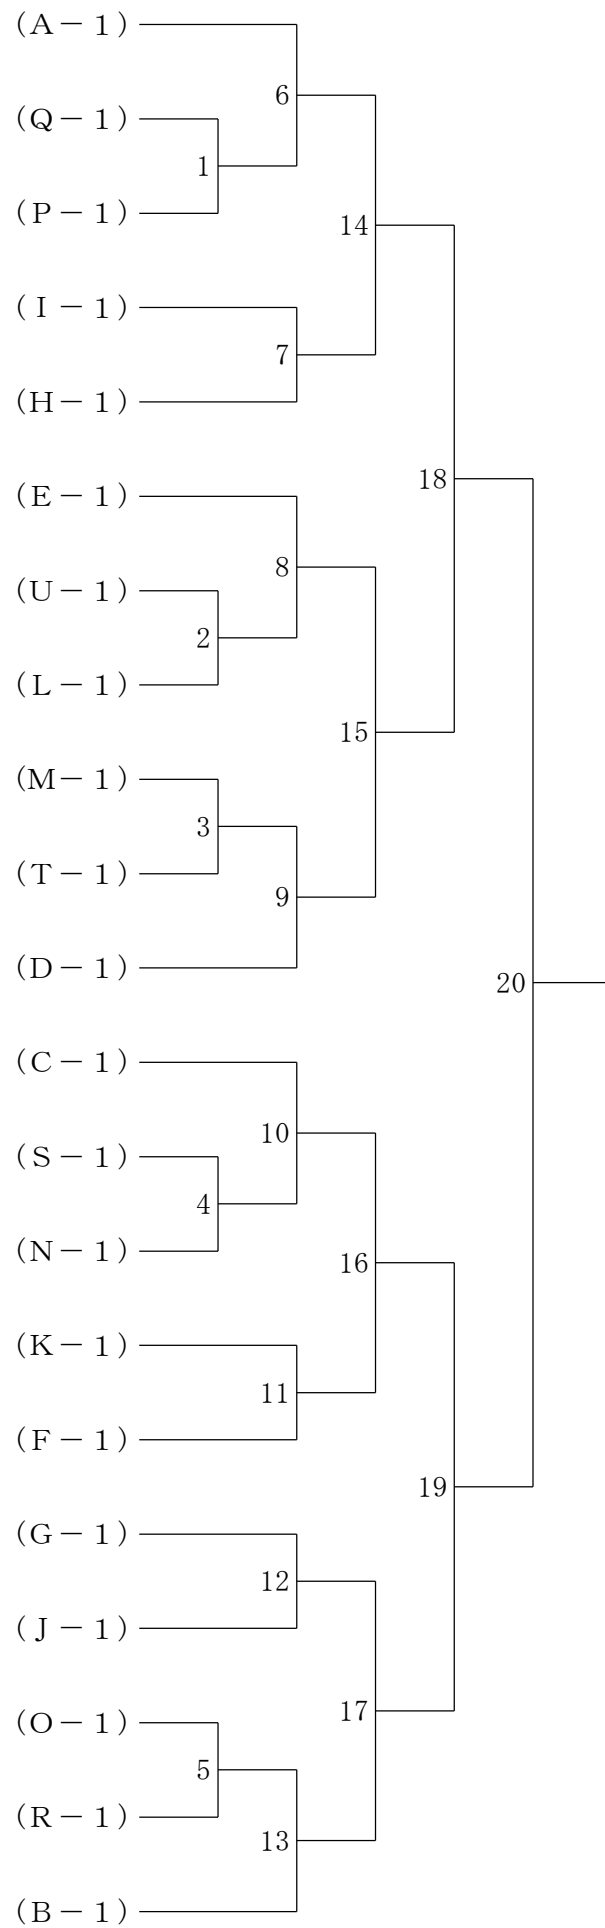 (A－1)
6
(Q－1)
1
(P－1)
14
(I－1)
7
(H－1)
18
(E－1)
8
(U－1)
2
(L－1)
15
(M－1)
3
(T－1)
9
(D－1)
20
(C－1)
10
(S－1)
4
(N－1)
16
(K－1)
11
(F－1)
19
(G－1)
12
(J－1)
17
(O－1)
5
(R－1)
13
(B－1)